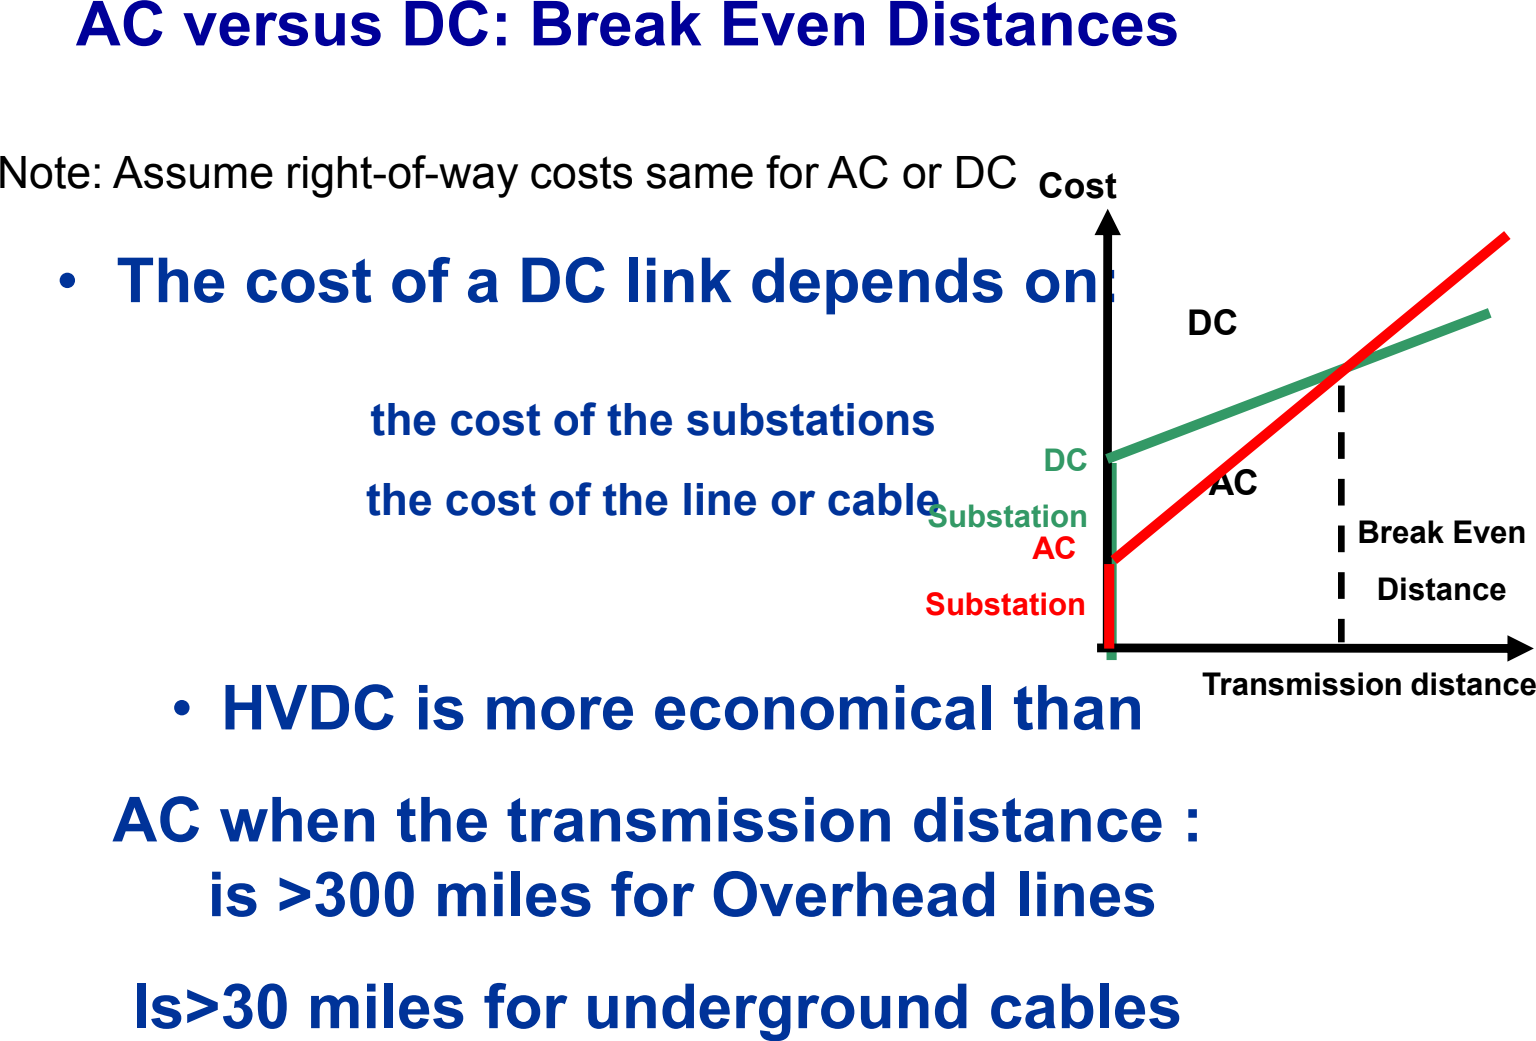 AC versus DC: Break Even Distances
Note: Assume right-of-way costs same for AC or DC
• The cost of a DC link depends on:
the cost of the substations
the cost of the line or cable
Cost
DC
DC
Substation
AC
AC
Substation
Break Even
Distance
Transmission distance
• HVDC is more economical than
AC when the transmission distance :
is >300 miles for Overhead lines
Is>30 miles for underground cables